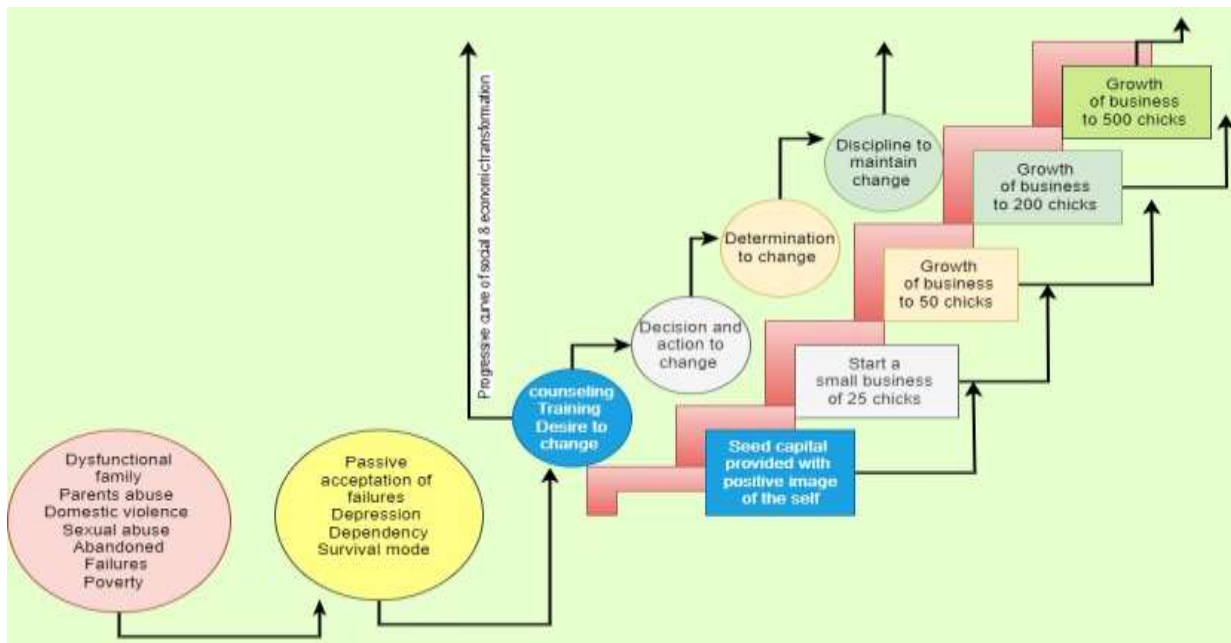 Dysfunctional
family
Parents abuse
Domestic violence
Sexual abuse
Abandoned
Failures
Poverty
Passive
acceptation of
failures
Depression
Dependency
Survival mode
Progressive curve of social & economic transformation
counseling
Training
Desire to
change
Decision and
action to
change
Determination
to change
Discipline to
maintain
change
Seed capital
provided with
positive image
of the self
Start a
small business
of 25 chicks
Growth
of business
to 50 chicks
Growth
of business
to 200 chicks
Growth
of business
to 500 chicks